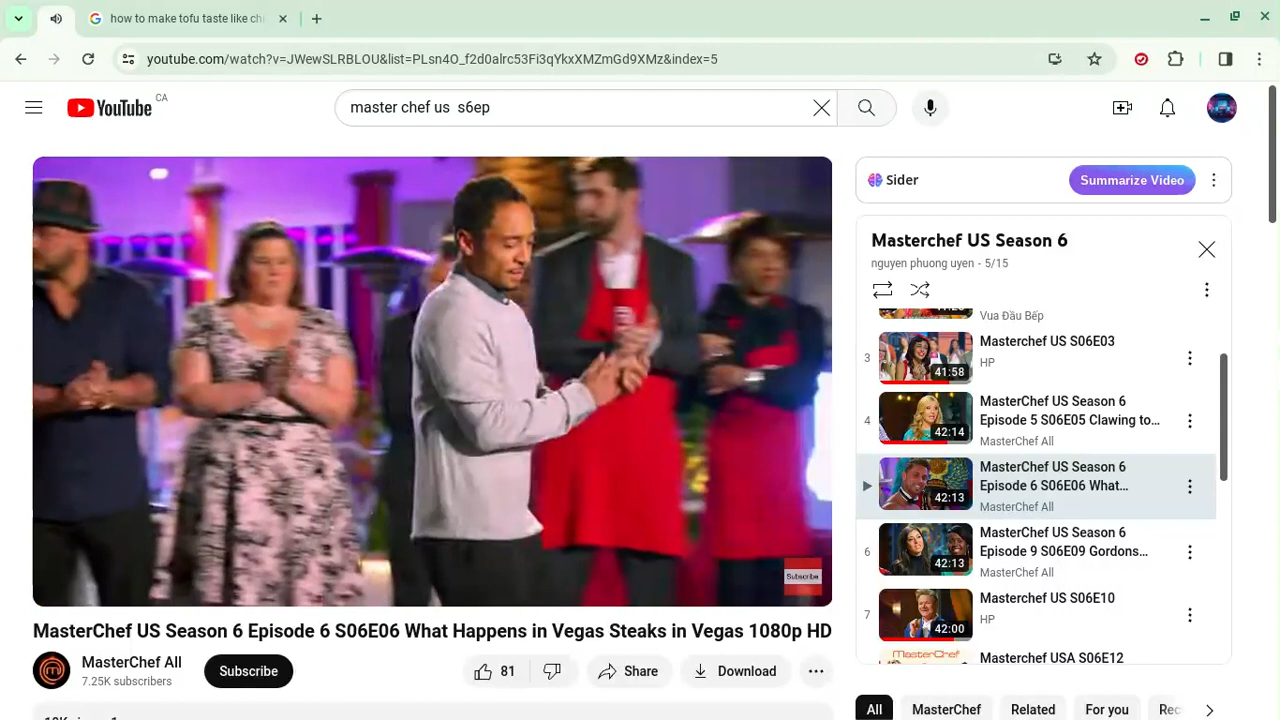 how to make tofu taste like chi
youtube.com/watch?v=JWewSLRBLOU&list=PLsn4O_f2d0alrc53Fi3qYkxXMZmGd9XMz&index=5
YouTube CA
master chef us  s6ep
Subscribe
MasterChef US Season 6 Episode 6 S06E06 What Happens in Vegas Steaks in Vegas 1080p HD
MasterChef All
7.25K subscribers
Subscribe
81
Share
Download
Sider
Summarize Video
Masterchef US Season 6
nguyen phuong uyen - 5/15
Vua Đầu Bếp
3
41:58
Masterchef US S06E03
HP
4
42:14
MasterChef US Season 6
Episode 5 S06E05 Clawing to...
MasterChef All
42:13
MasterChef US Season 6
Episode 6 S06E06 What...
MasterChef All
6
42:13
MasterChef US Season 6
Episode 9 S06E09 Gordons...
MasterChef All
7
42:00
Masterchef US S06E10
HP
Masterchef USA S06E12
All
MasterChef
Related
For you
Rec